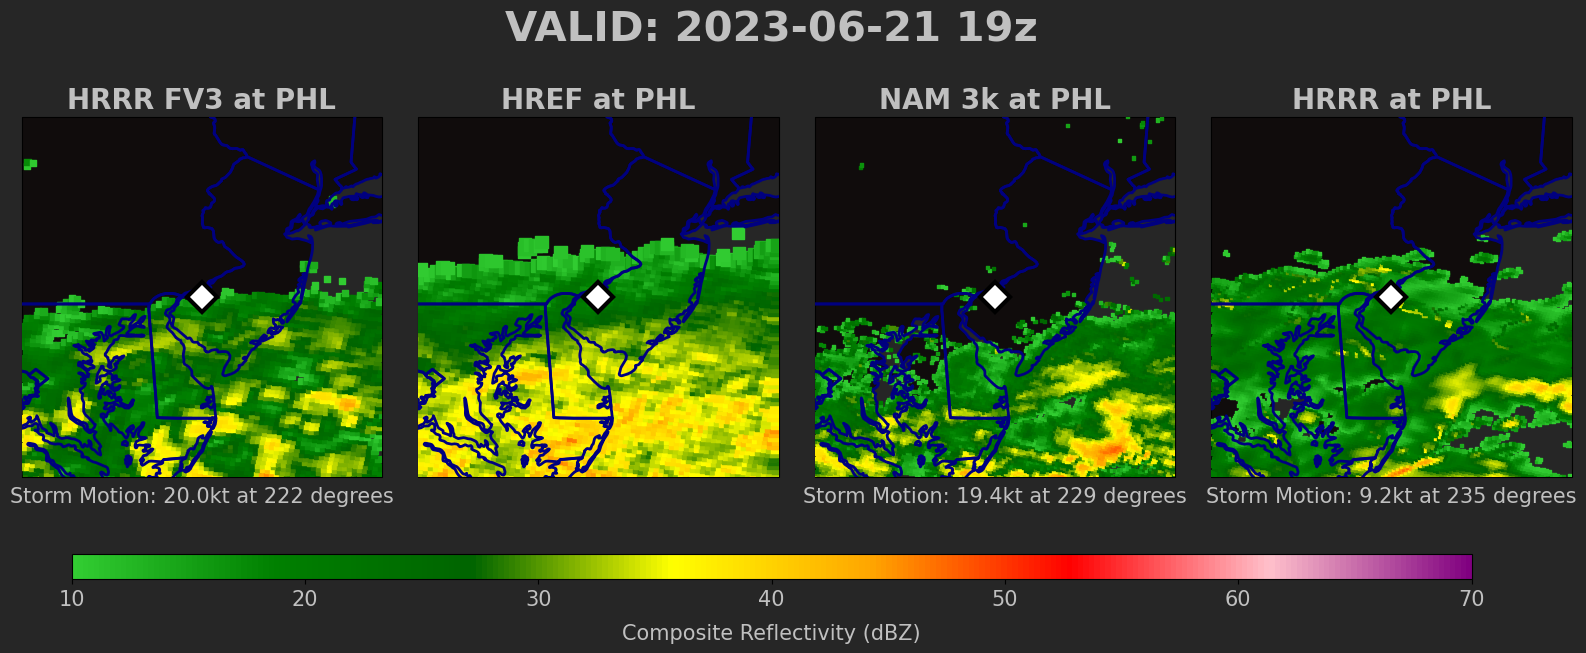 VALID: 2023-06-21 19z
HRRR FV3 at PHL
HREF at PHL
NAM 3k at PHL
HRRR at PHL
Storm Motion: 20.0kt at 222 degrees
Storm Motion: 19.4kt at 229 degrees
Storm Motion: 9.2kt at 235 degrees
10 20 30 40 50 60 70
Composite Reflectivity (dBZ)